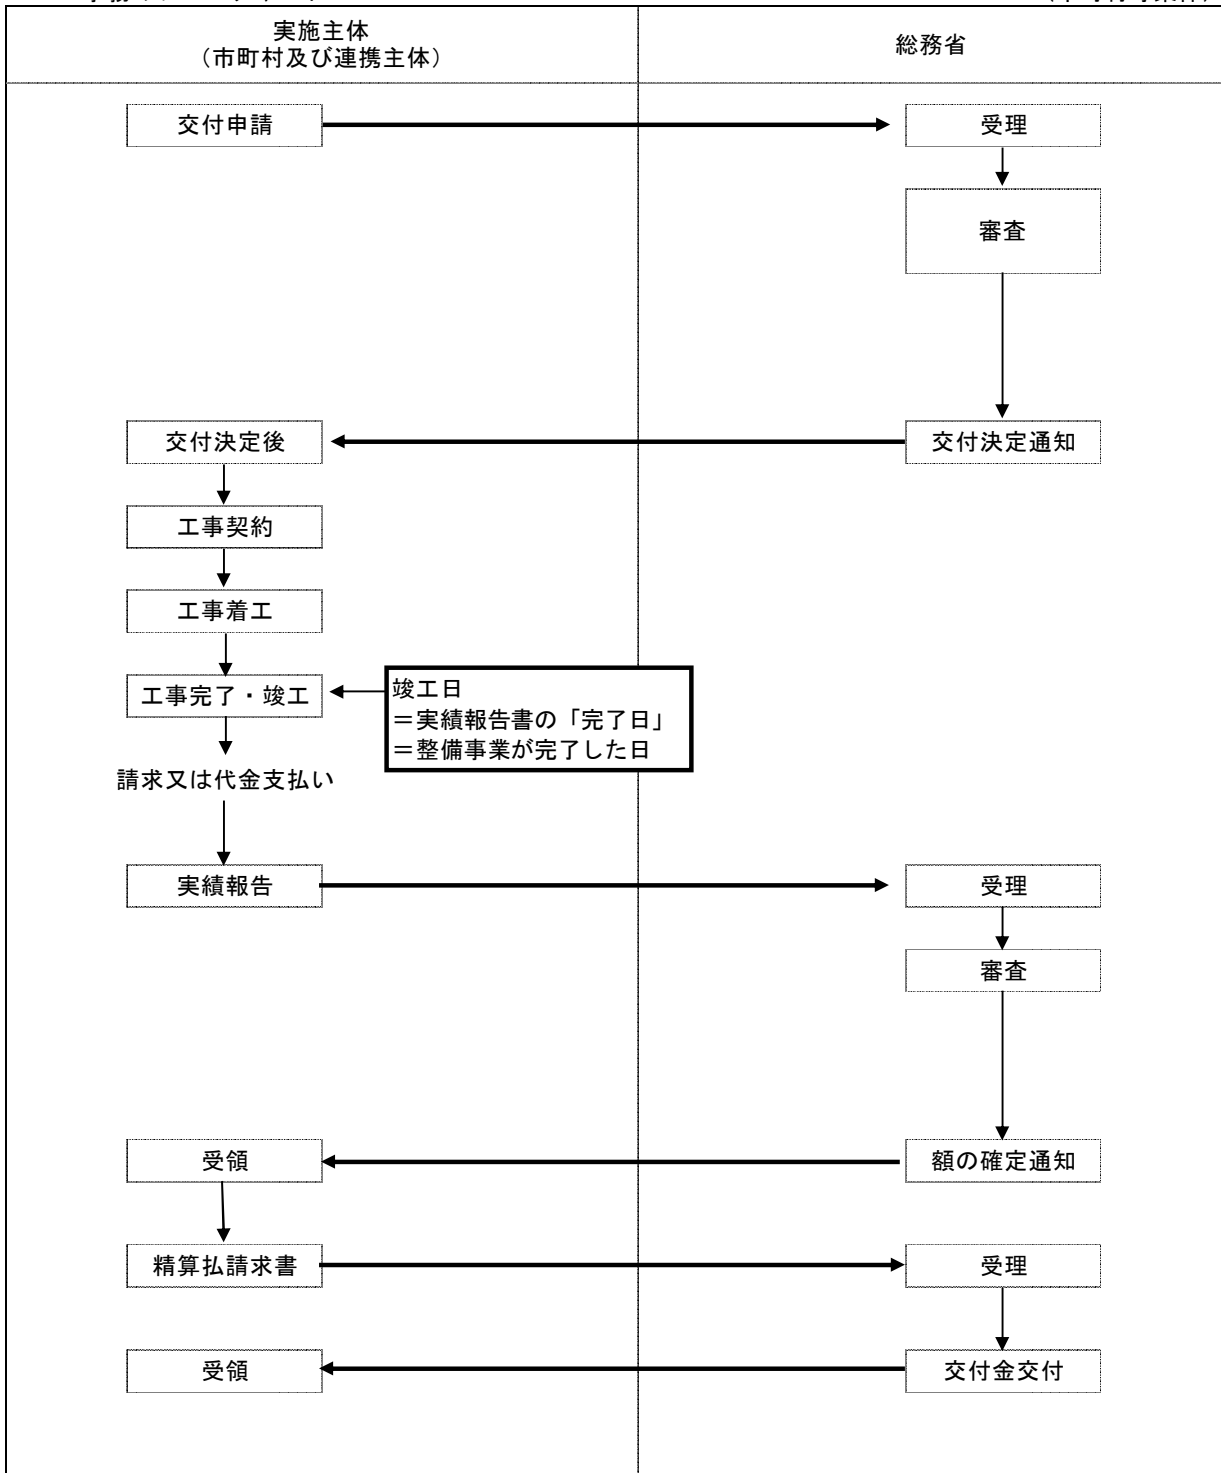 実施主体
（市町村及び連携主体）
総務省
交付申請
受理
審査
交付決定後
交付決定通知
工事契約
工事着工
工事完了・竣工
竣工日
＝実績報告書の「完了日」
＝整備事業が完了した日
請求又は代金支払い
実績報告
受理
審査
受領
額の確定通知
精算払請求書
受理
受領
交付金交付